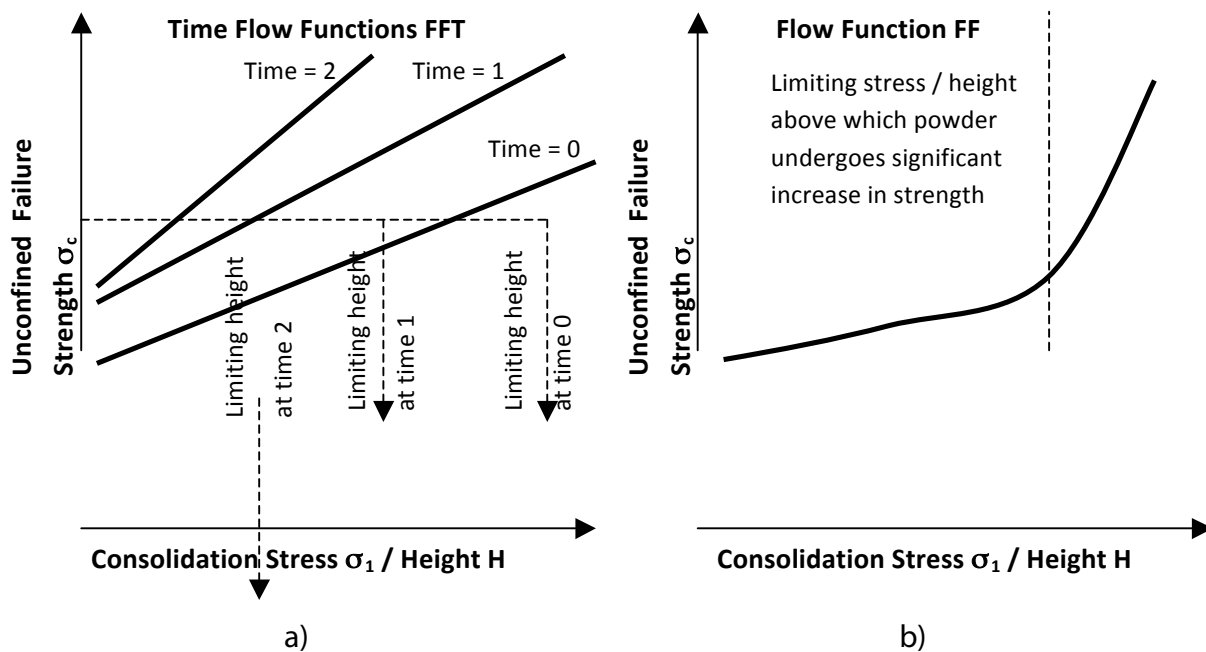 Time Flow Functions FFT
Time = 2
Time = 1
Time = 0
Unconfined Failure
Strength σc
Limiting height
at time 2
Limiting height
at time 1
Limiting height
at time 0
Consolidation Stress σ1 / Height H
a)
Flow Function FF
Limiting stress / height
above which powder
undergoes significant
increase in strength
Unconfined Failure
Strength σc
Consolidation Stress σ1 / Height H
b)